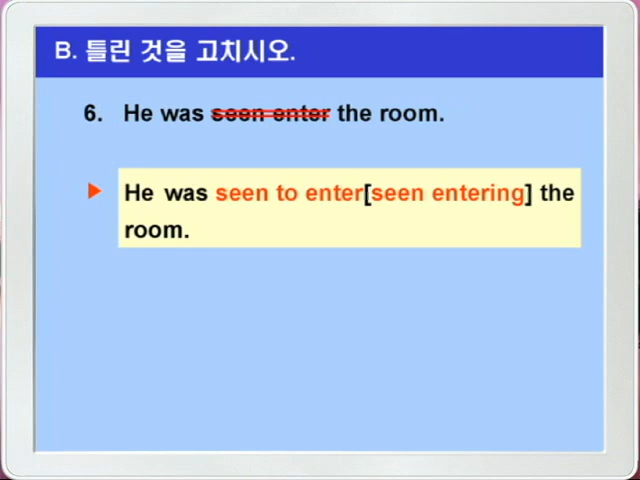 B. 틀린 것을 고치시오.
6. He was seen enter the room.
▶ He was seen to enter[seen entering] the
room.